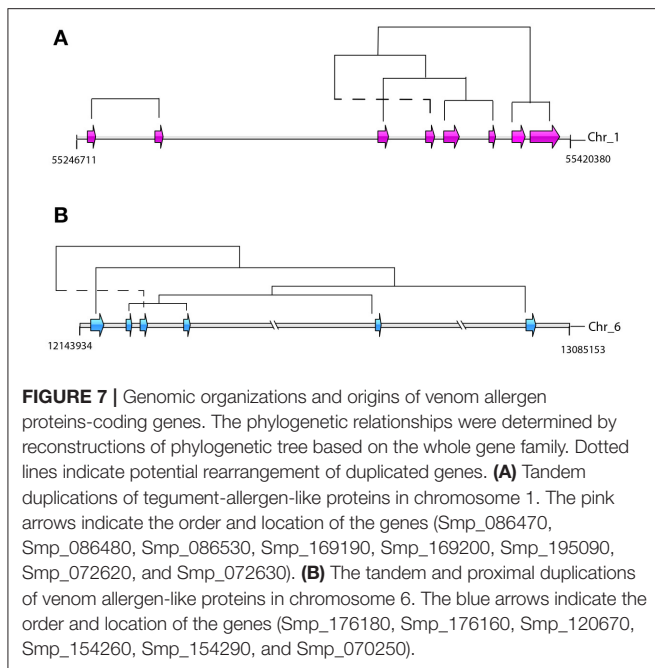 A
Chr_1
55246711
55420380
B
Chr_6
12143934
13085153
FIGURE 7 | Genomic organizations and origins of venom allergen
proteins-coding genes. The phylogenetic relationships were determined by
reconstructions of phylogenetic tree based on the whole gene family. Dotted
lines indicate potential rearrangement of duplicated genes. (A) Tandem
duplications of tegument-allergen-like proteins in chromosome 1. The pink
arrows indicate the order and location of the genes (Smp_086470,
Smp_086480, Smp_086530, Smp_169190, Smp_169200, Smp_195090,
Smp_072620, and Smp_072630). (B) The tandem and proximal duplications
of venom allergen-like proteins in chromosome 6. The blue arrows indicate the
order and location of the genes (Smp_176180, Smp_176160, Smp_120670,
Smp_154260, Smp_154290, and Smp_070250).